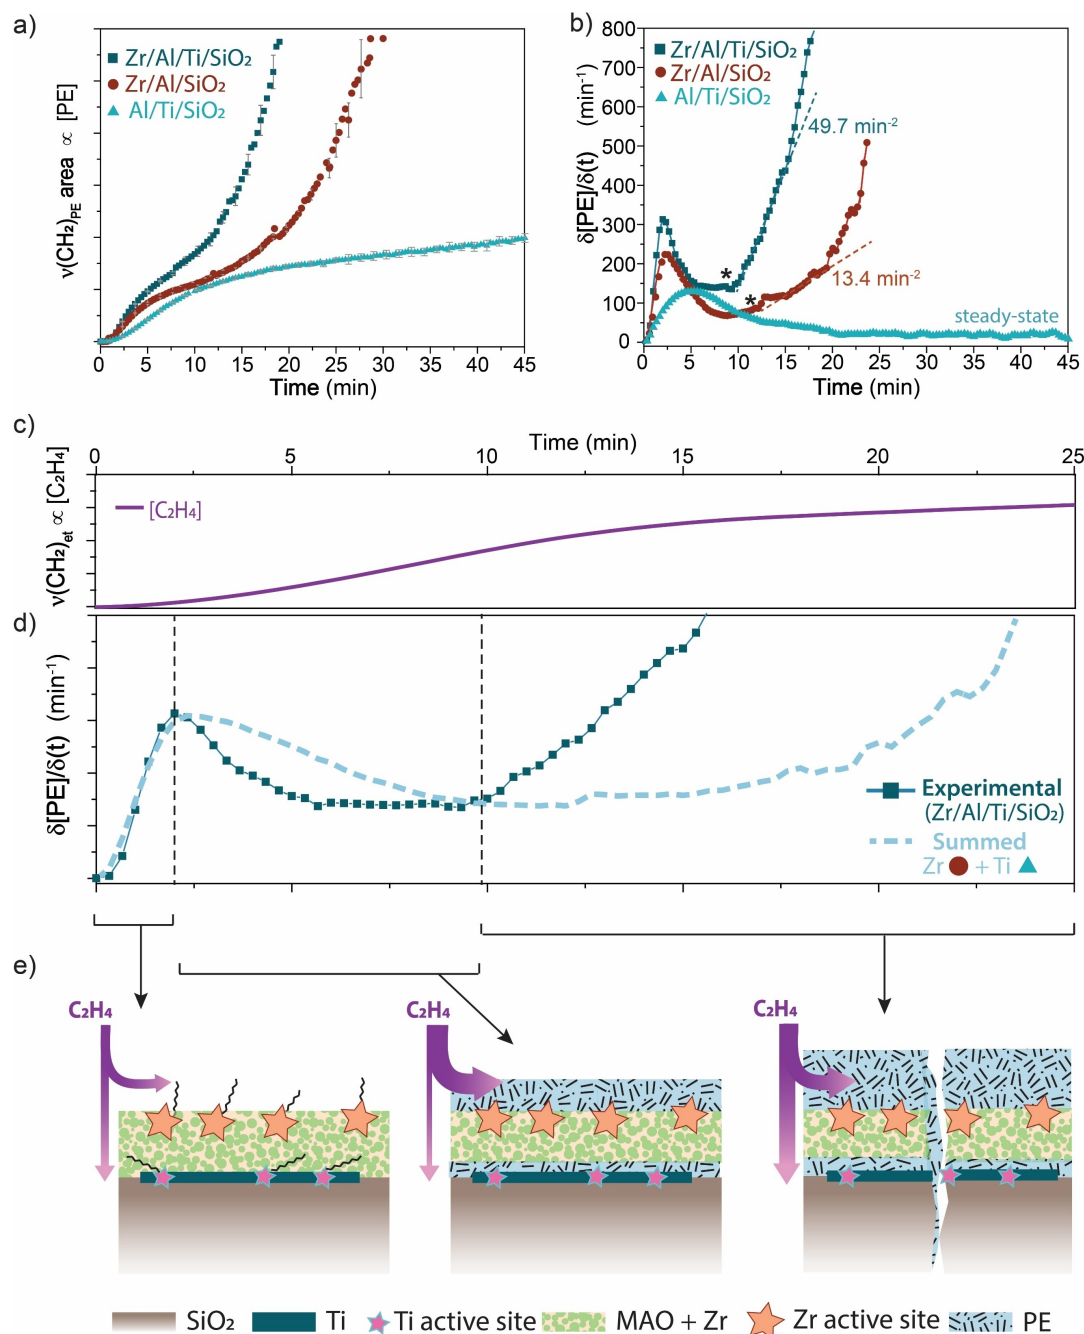 a)
ν(CH₂)PE area ∝ [PE]
Zr/Al/Ti/SiO₂
Zr/Al/SiO₂
Al/Ti/SiO₂
0 5 10 15 20 25 30 35 40 45
Time (min)
b)
δ[PE]/δ(t) (min⁻¹)
800
700
600
500
400
300
200
100
0
Zr/Al/Ti/SiO₂
Zr/Al/SiO₂
Al/Ti/SiO₂
49.7 min⁻²
*
*
13.4 min⁻²
steady-state
0 5 10 15 20 25 30 35 40 45
Time (min)
c)
Time (min)
0 5 10 15 20 25
ν(CH₂)et ∝ [C₂H₄]
[C₂H₄]
d)
δ[PE]/δ(t) (min⁻¹)
Experimental
(Zr/Al/Ti/SiO₂)
Summed
Zr + Ti
e)
C₂H₄
C₂H₄
C₂H₄
SiO₂ Ti Ti active site MAO + Zr Zr active site PE